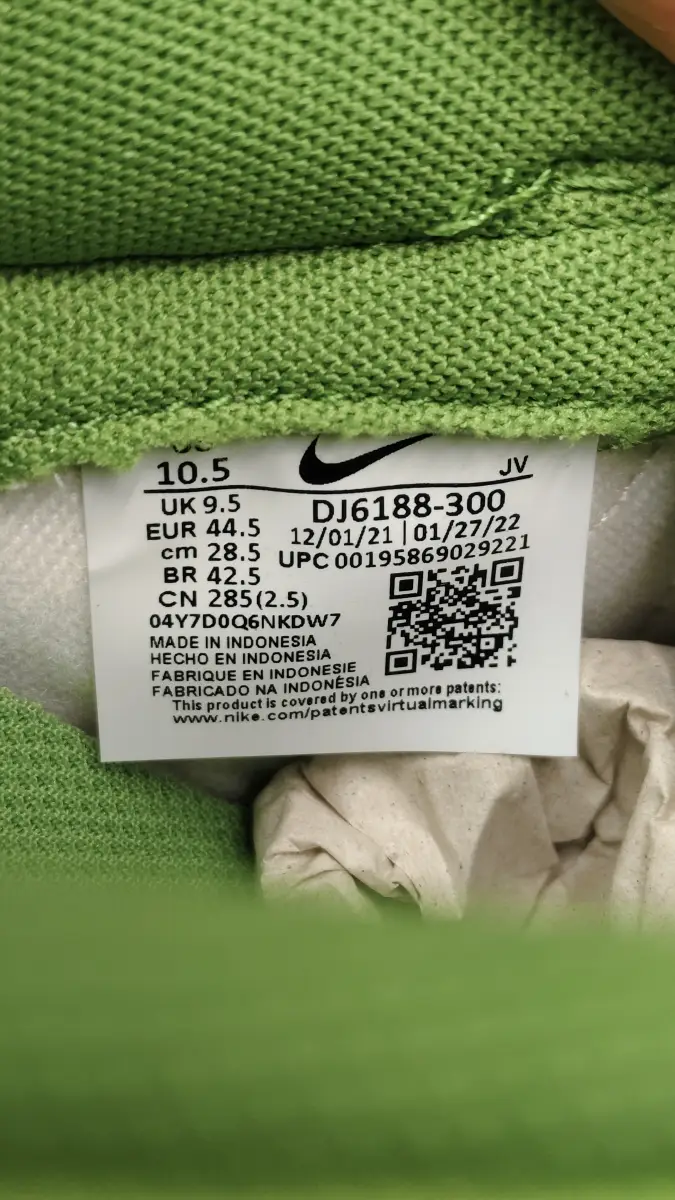 10.5
JV
UK 9.5
EUR 44.5
cm 28.5
BR 42.5
CN 285(2.5)
04Y7D0Q6NKDW7
DJ6188-300
12/01/21 | 01/27/22
UPC 00195869029221
MADE IN INDONESIA
HECHO EN INDONESIA
FABRIQUE EN INDONESIE
FABRICADO NA INDONÉSIA
This product is covered by one or more patents:
www.nike.com/patentsvirtualmarking